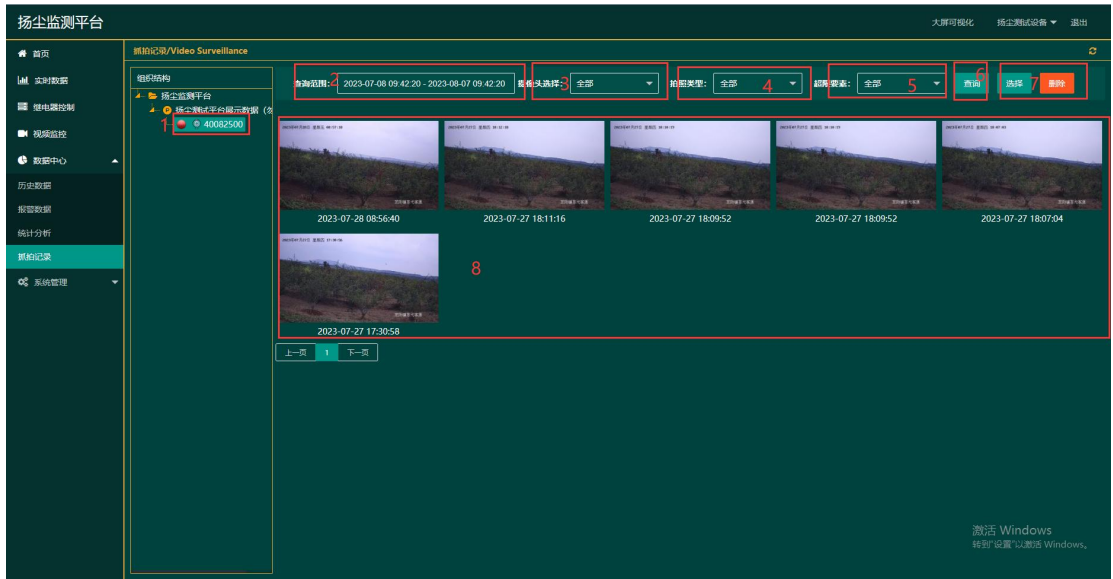 扬尘监测平台
大屏可视化 扬尘测试设备 退出
首页
实时数据
继电器控制
视频监控
数据中心
历史数据
报警数据
统计分析
抓拍记录
系统管理
抓拍记录/Video Surveillance
组织结构
扬尘监测平台
扬尘测试平台展示数据（勿
1 40082500
查询范围: 2 2023-07-08 09:42:20 - 2023-08-07 09:42:20 摄像头选择: 3 全部 拍照类型: 全部 4 超限要素: 全部 5 查询 6 选择 7 删除
2023-07-28 08:56:40 2023-07-27 18:11:16 2023-07-27 18:09:52 2023-07-27 18:09:52 2023-07-27 18:07:04
8
2023-07-27 17:30:58
上一页 1 下一页
激活 Windows
转到"设置"以激活 Windows。